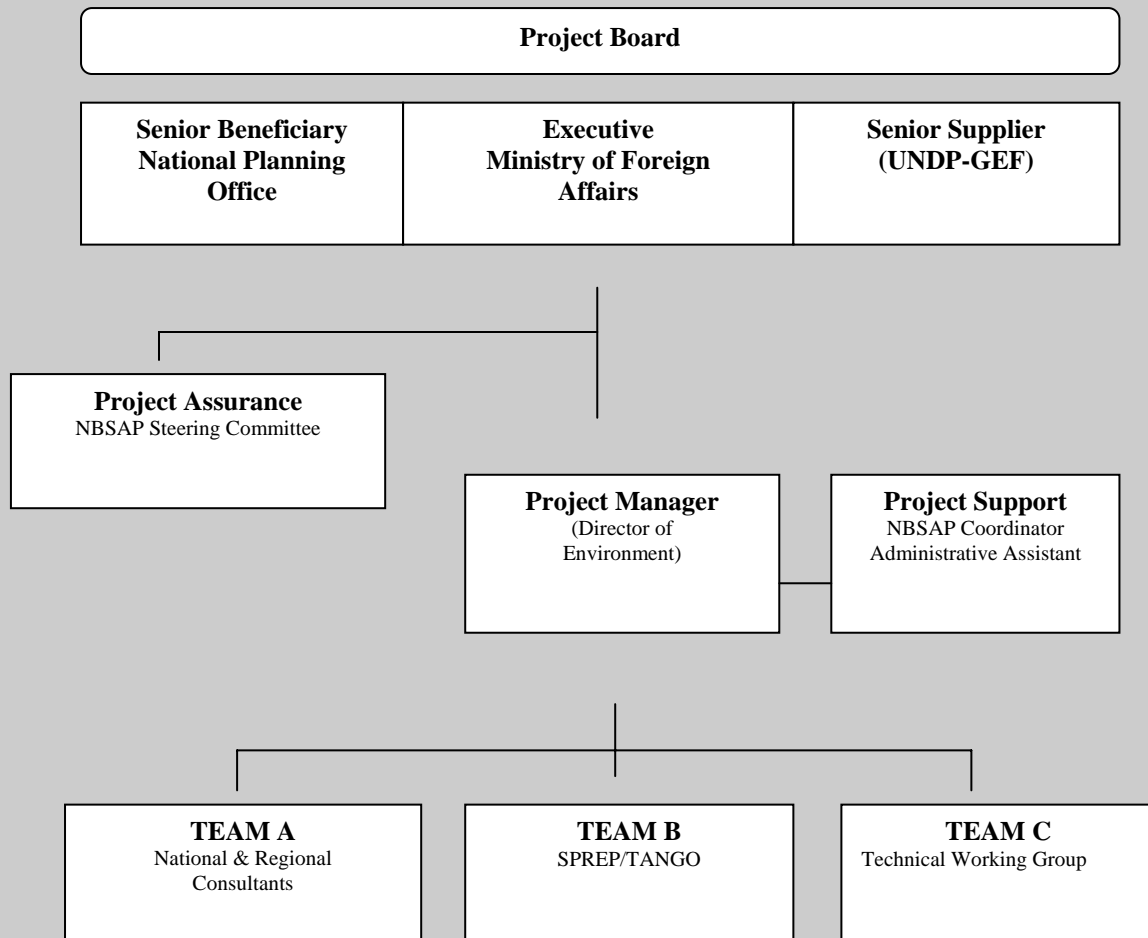 Project Board
Senior Beneficiary
National Planning
Office
Executive
Ministry of Foreign
Affairs
Senior Supplier
(UNDP-GEF)
Project Assurance
NBSAP Steering Committee
Project Manager
(Director of
Environment)
Project Support
NBSAP Coordinator
Administrative Assistant
TEAM A
National & Regional
Consultants
TEAM B
SPREP/TANGO
TEAM C
Technical Working Group